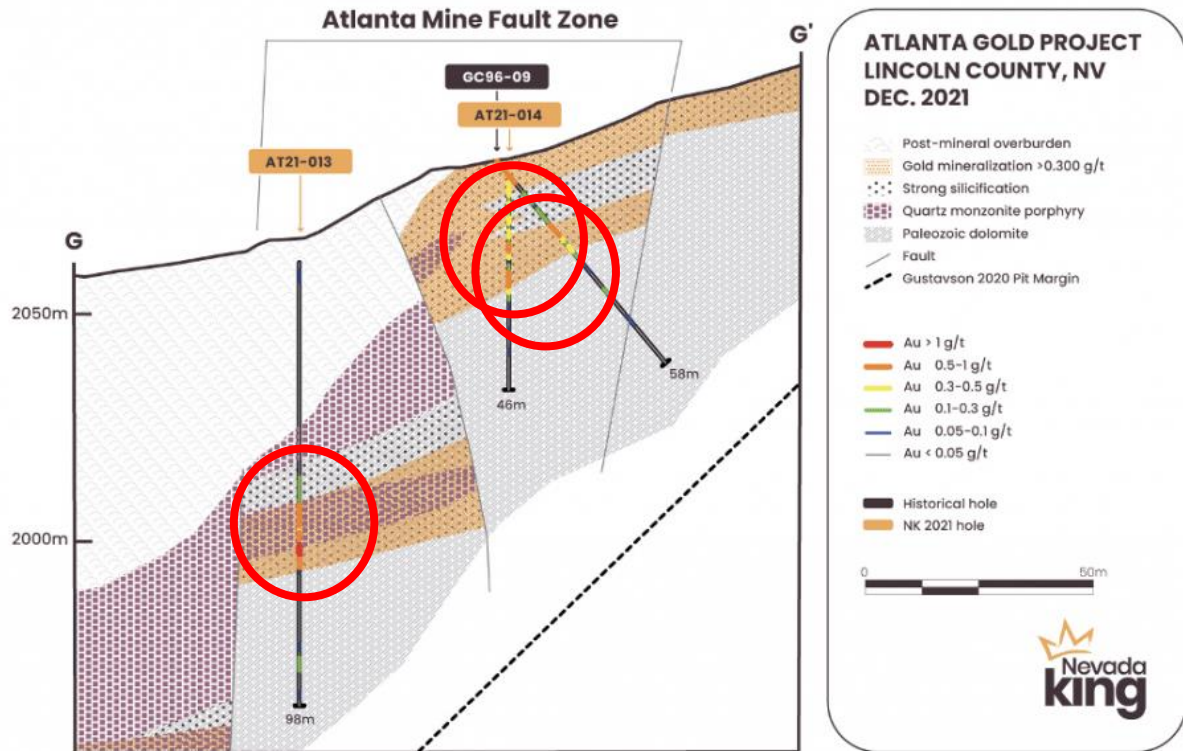 Atlanta Mine Fault Zone
G
G'
GC96-09
AT21-014
AT21-013
2050m
2000m
46m
58m
98m
ATLANTA GOLD PROJECT
LINCOLN COUNTY, NV
DEC. 2021
Post-mineral overburden
Gold mineralization >0.300 g/t
Strong silicification
Quartz monzonite porphyry
Paleozoic dolomite
Fault
Gustavson 2020 Pit Margin
Au > 1 g/t
Au 0.5-1 g/t
Au 0.3-0.5 g/t
Au 0.1-0.3 g/t
Au 0.05-0.1 g/t
Au < 0.05 g/t
Historical hole
NK 2021 hole
0 50m
Nevada
king